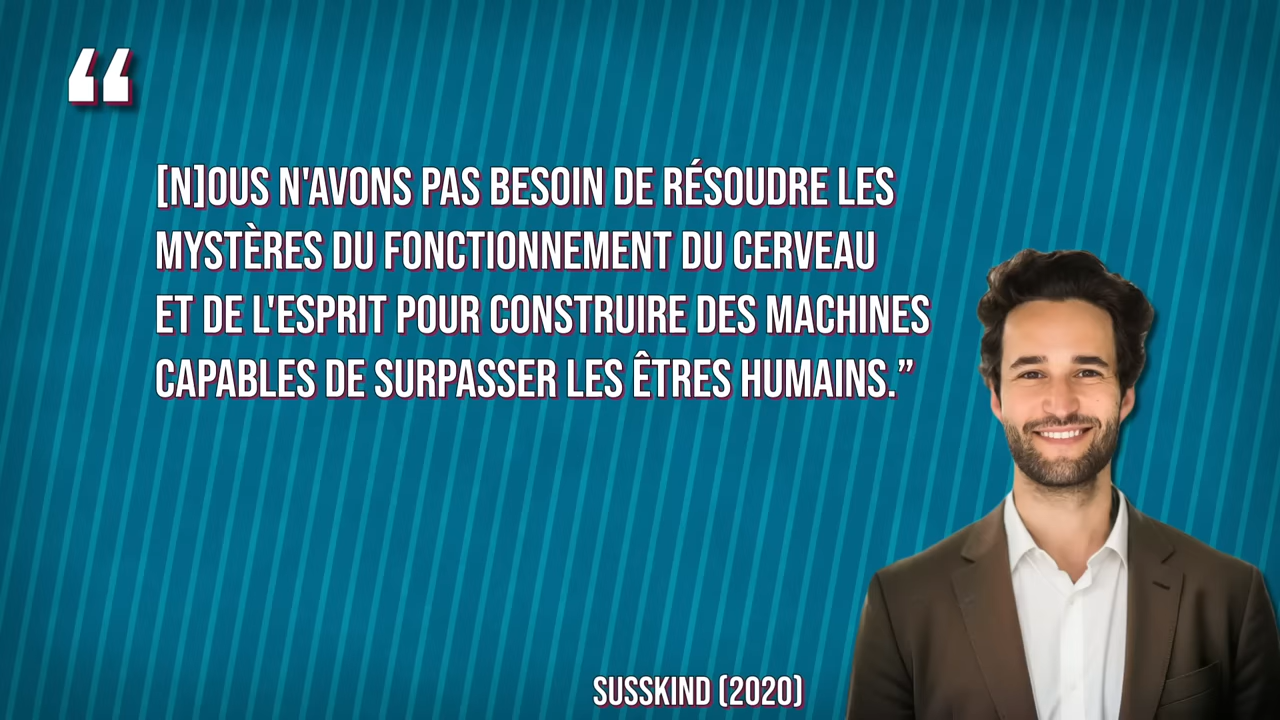 “
[N]OUS N'AVONS PAS BESOIN DE RÉSOUDRE LES
MYSTÈRES DU FONCTIONNEMENT DU CERVEAU
ET DE L'ESPRIT POUR CONSTRUIRE DES MACHINES
CAPABLES DE SURPASSER LES ÊTRES HUMAINS.”
SUSSKIND (2020)